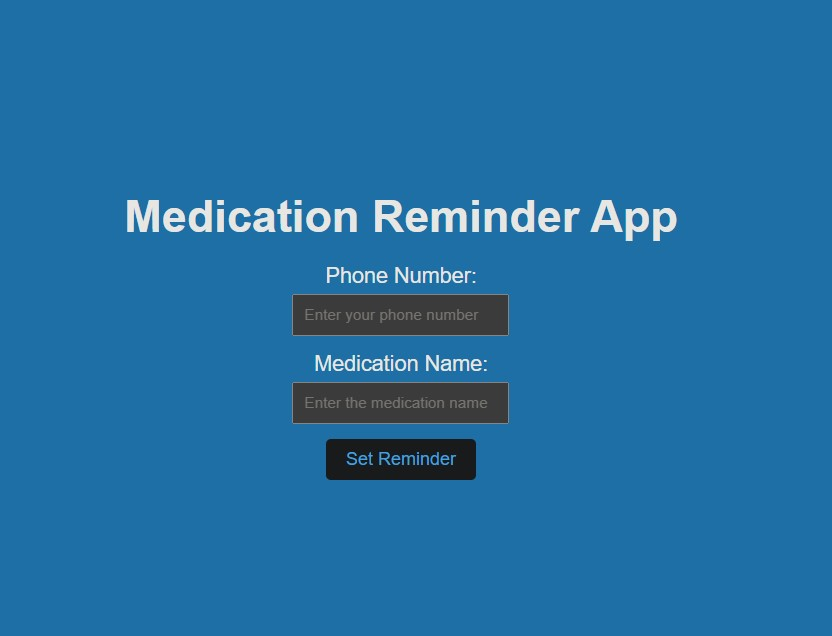 Medication Reminder App
Phone Number:
Enter your phone number
Medication Name:
Enter the medication name
Set Reminder